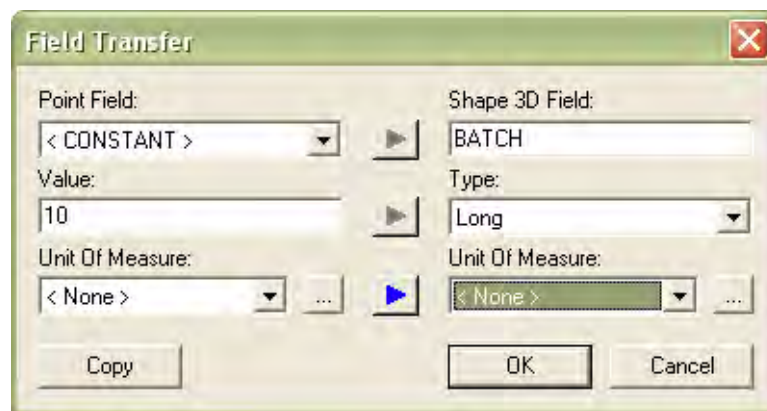 Field Transfer
Point Field:
Shape 3D Field:
< CONSTANT >
BATCH
Value:
Type:
10
Long
Unit Of Measure:
Unit Of Measure:
< None >
...
< None >
...
Copy
OK
Cancel